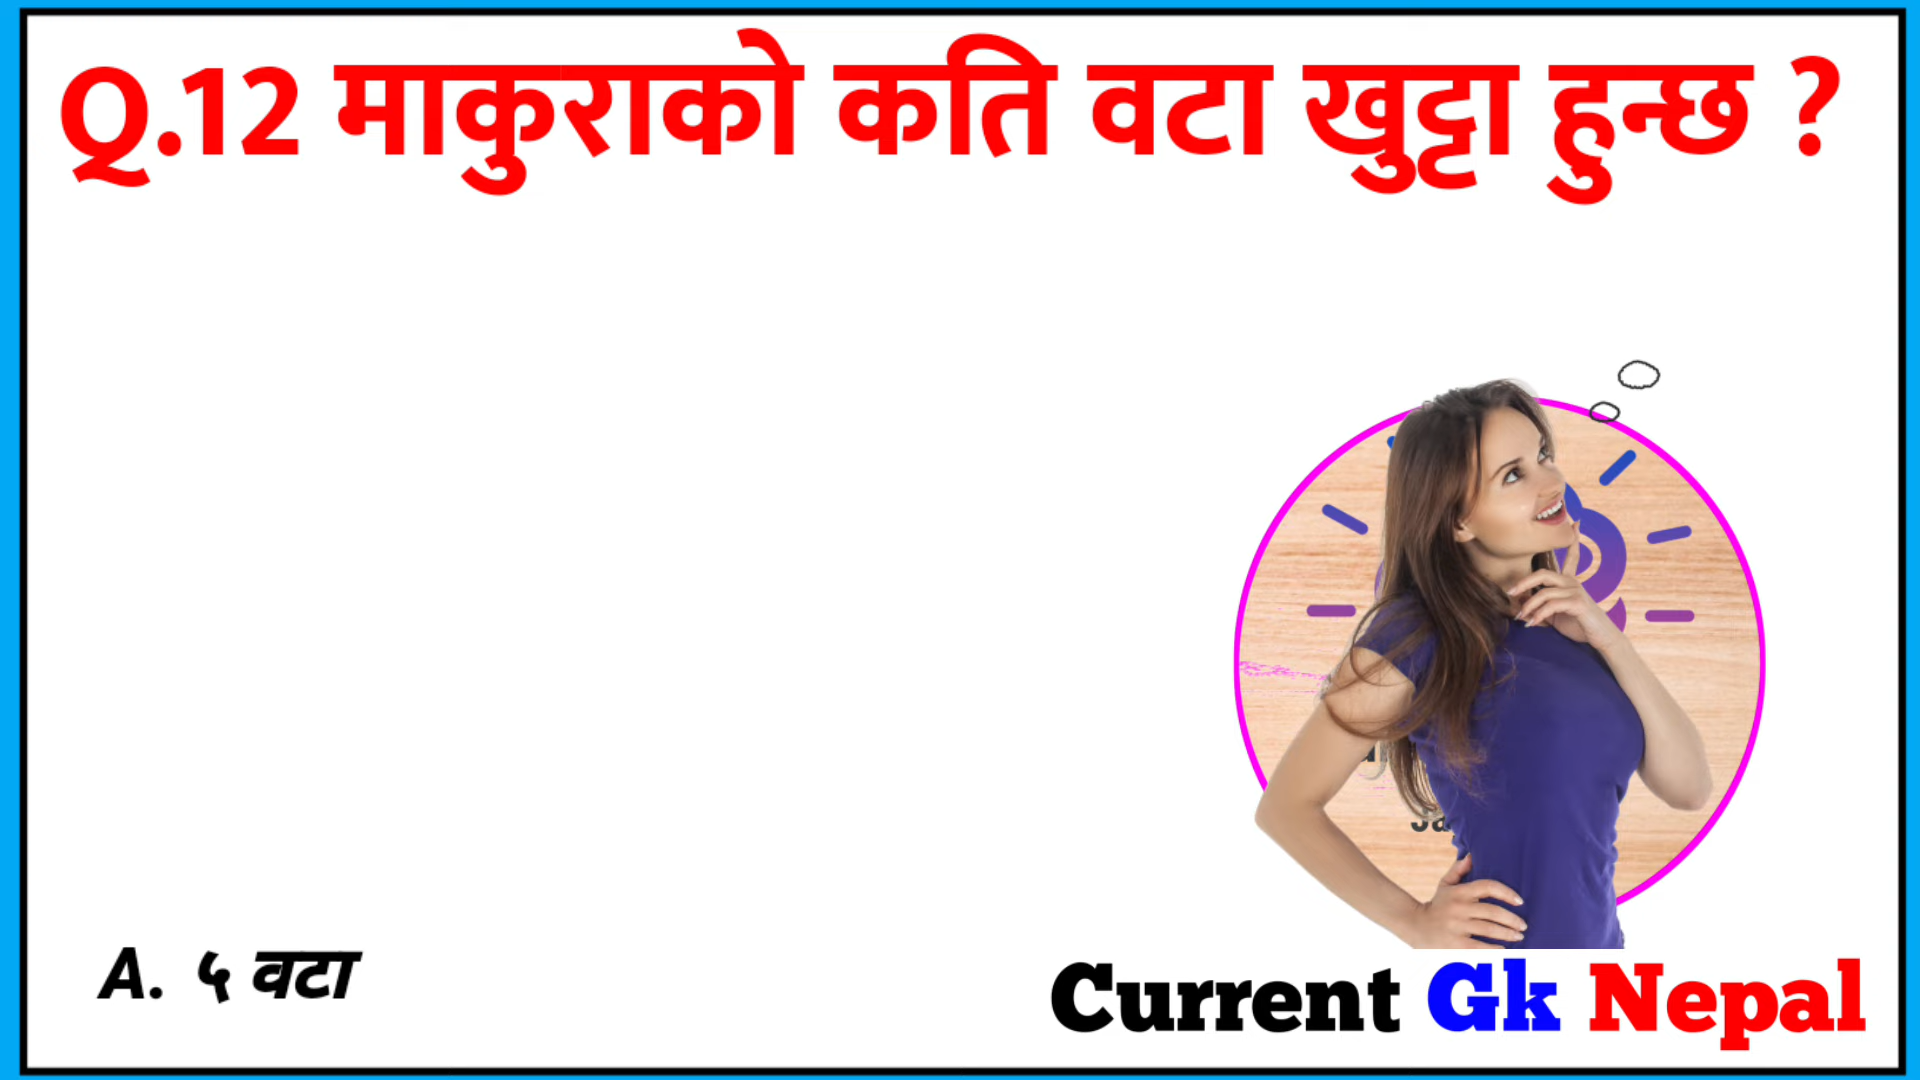 Q.12 माकुराको कति वटा खुट्टा हुन्छ ?
A. ५ वटा
Current Gk Nepal